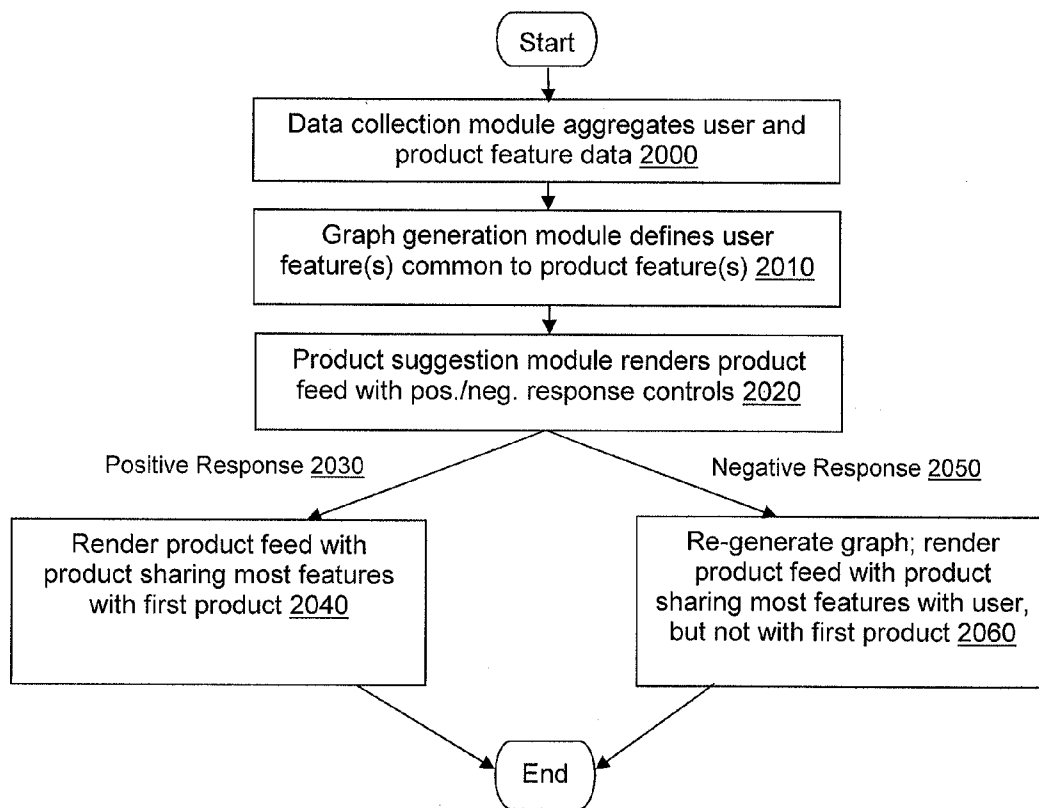 Start
Data collection module aggregates user and
product feature data 2000
Graph generation module defines user
feature(s) common to product feature(s) 2010
Product suggestion module renders product
feed with pos./neg. response controls 2020
Positive Response 2030
Negative Response 2050
Render product feed with
product sharing most features
with first product 2040
Re-generate graph; render
product feed with product
sharing most features with user,
but not with first product 2060
End